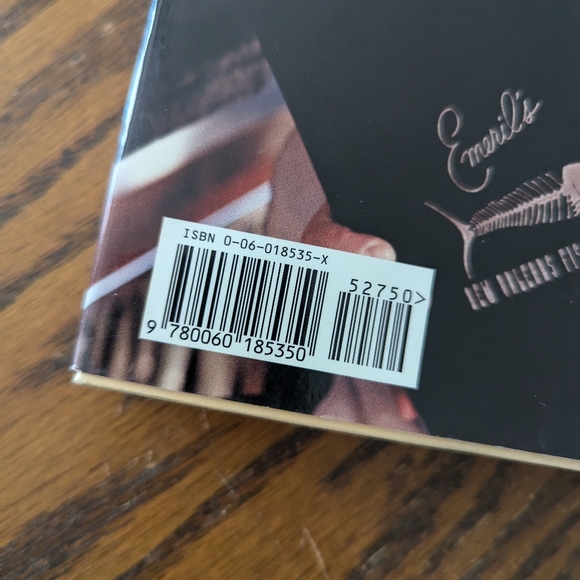 Emeril's
NEW ORLEANS FIS
ISBN 0-06-018535-X
52750>
9 780060 185350